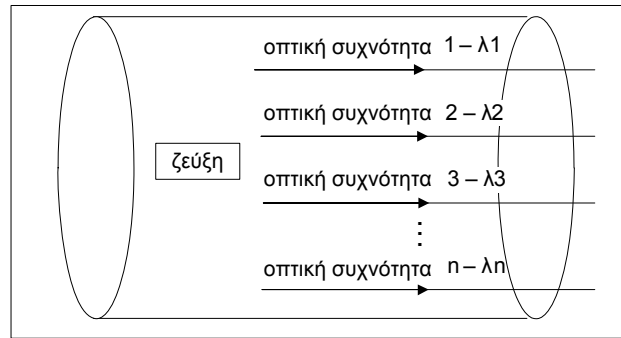 οπτική συχνότητα 1 – λ1
οπτική συχνότητα 2 – λ2
ζεύξη
οπτική συχνότητα 3 – λ3
οπτική συχνότητα n – λn